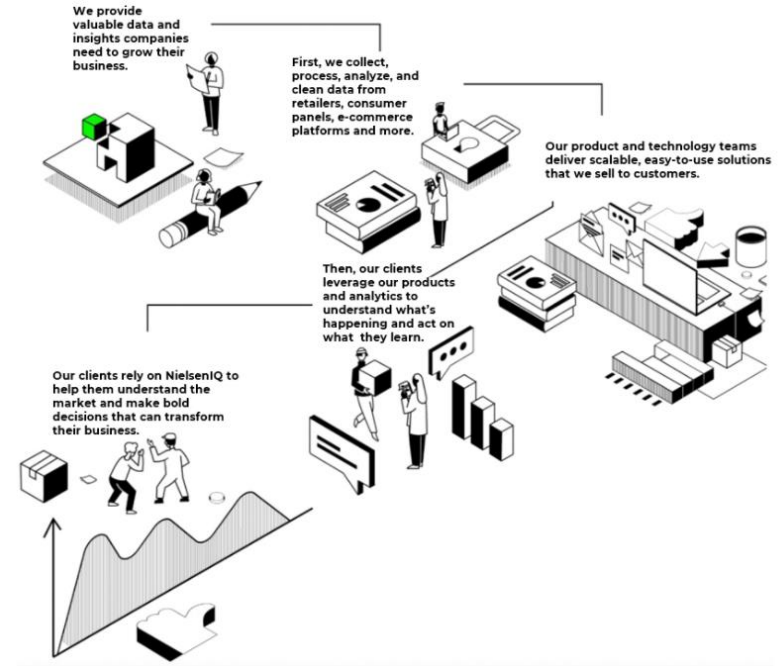 We provide
valuable data and
insights companies
need to grow their
business.
First, we collect,
process, analyze, and
clean data from
retailers, consumer
panels, e-commerce
platforms and more.
Our product and technology teams
deliver scalable, easy-to-use solutions
that we sell to customers.
Then, our clients
leverage our products
and analytics to
understand what's
happening and act on
what they learn.
Our clients rely on NielsenIQ to
help them understand the
market and make bold
decisions that can transform
their business.